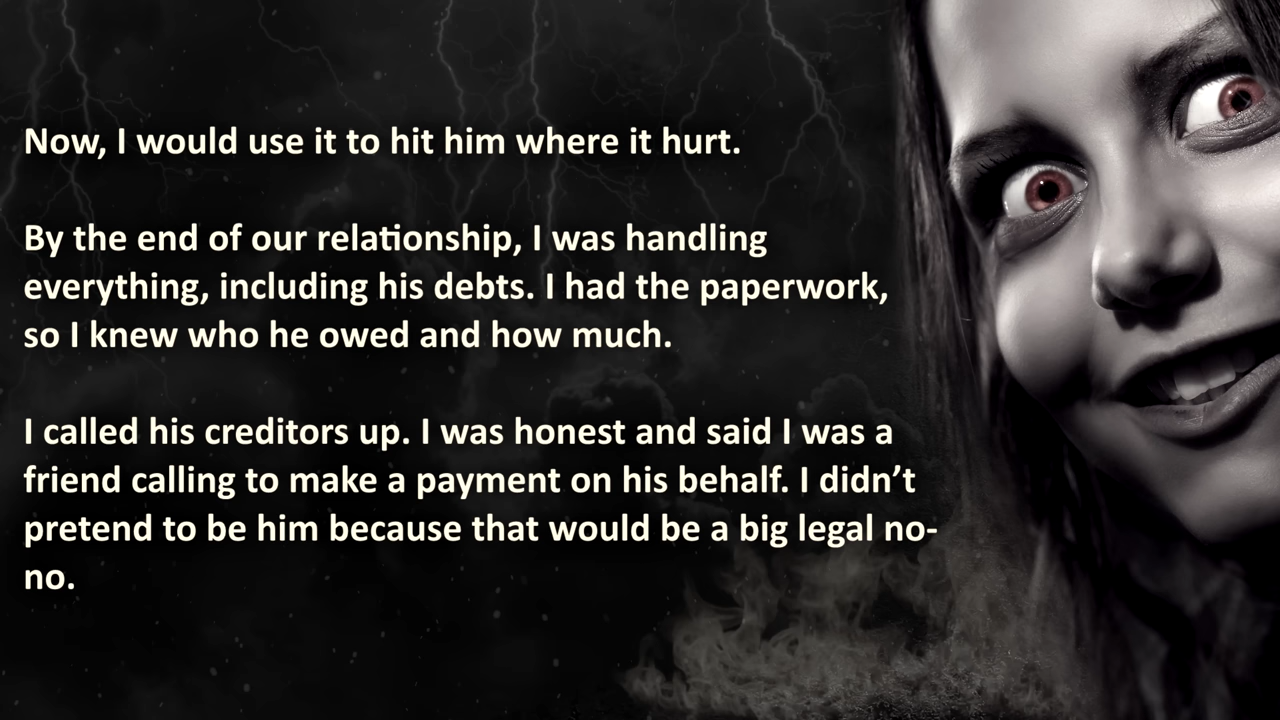 Now, I would use it to hit him where it hurt.
By the end of our relationship, I was handling
everything, including his debts. I had the paperwork,
so I knew who he owed and how much.
I called his creditors up. I was honest and said I was a
friend calling to make a payment on his behalf. I didn’t
pretend to be him because that would be a big legal no-
no.